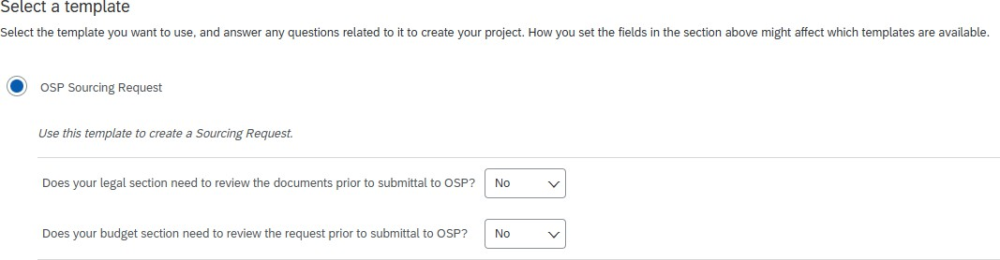 Select a template
Select the template you want to use, and answer any questions related to it to create your project. How you set the fields in the section above might affect which templates are available.
OSP Sourcing Request
Use this template to create a Sourcing Request.
Does your legal section need to review the documents prior to submittal to OSP? No
Does your budget section need to review the request prior to submittal to OSP? No